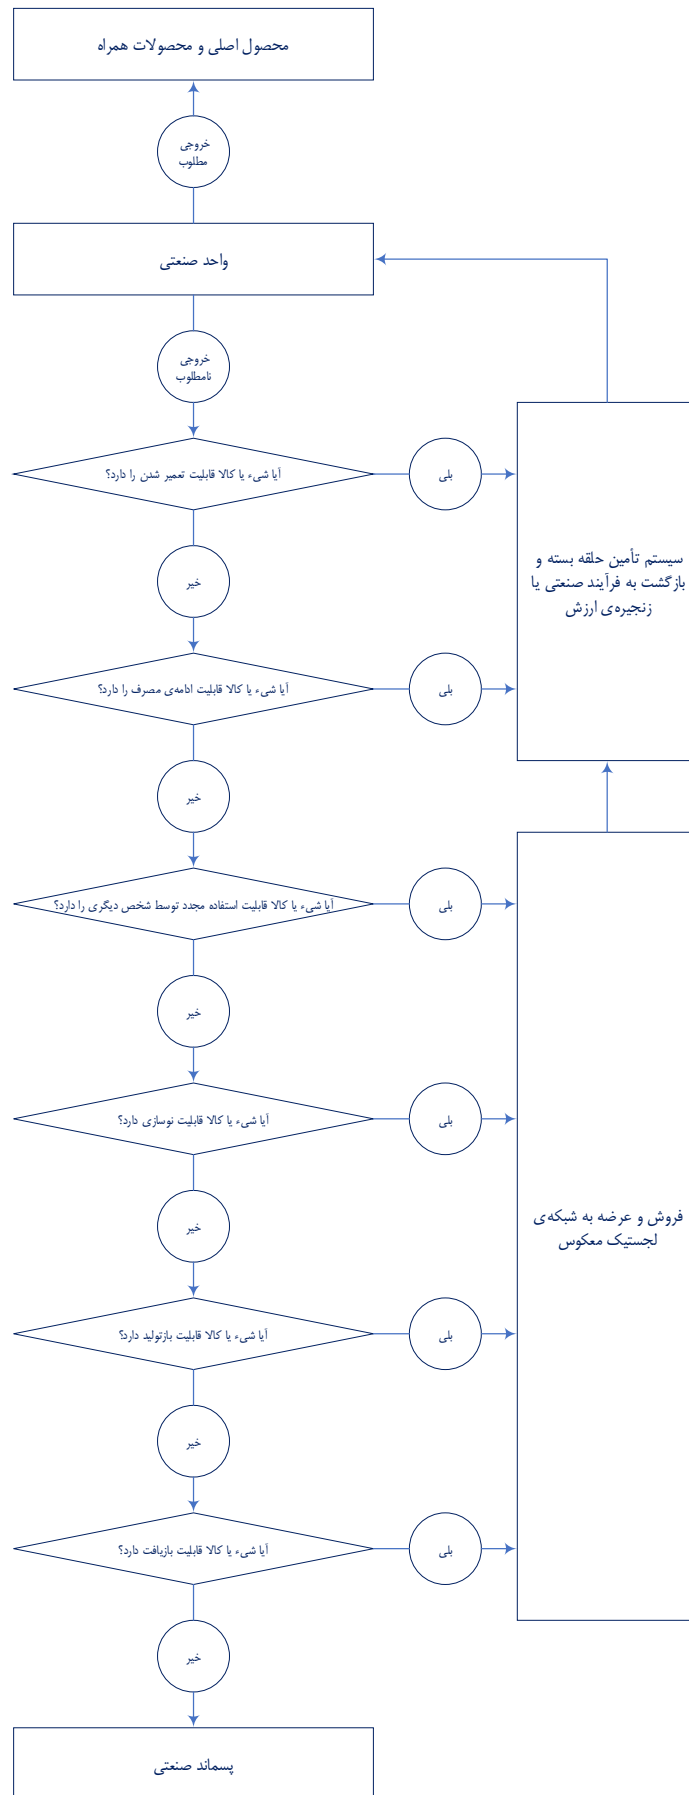 محصول اصلی و محصولات همراه
خروجی
مطلوب
واحد صنعتی
خروجی
نامطلوب
آیا شیء یا کالا قابلیت تعمیر شدن را دارد؟
بلی
سیستم تأمین حلقه بسته و
بازگشت به فرآیند صنعتی یا
زنجیره‌ی ارزش
خیر
آیا شیء یا کالا قابلیت ادامه‌ی مصرف را دارد؟
بلی
خیر
آیا شیء یا کالا قابلیت استفاده مجدد توسط شخص دیگری را دارد؟
بلی
خیر
آیا شیء یا کالا قابلیت نوسازی دارد؟
بلی
فروش و عرضه به شبکه‌ی
لجستیک معکوس
خیر
آیا شیء یا کالا قابلیت بازتولید دارد؟
بلی
خیر
آیا شیء یا کالا قابلیت بازیافت دارد؟
بلی
خیر
پسماند صنعتی